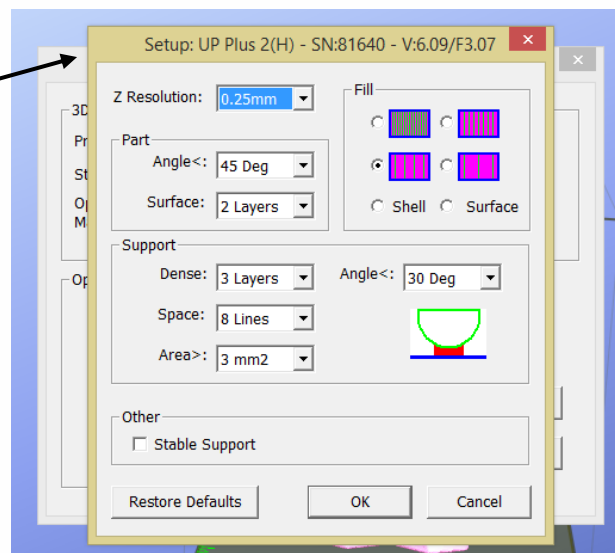 Setup: UP Plus 2(H) - SN:81640 - V:6.09/F3.07
3D
Pr
St
Op
M
Op
Z Resolution: 0.25mm
Part
Angle<: 45 Deg
Surface: 2 Layers
Fill
Shell Surface
Support
Dense: 3 Layers Angle<: 30 Deg
Space: 8 Lines
Area>: 3 mm2
Other
Stable Support
Restore Defaults OK Cancel